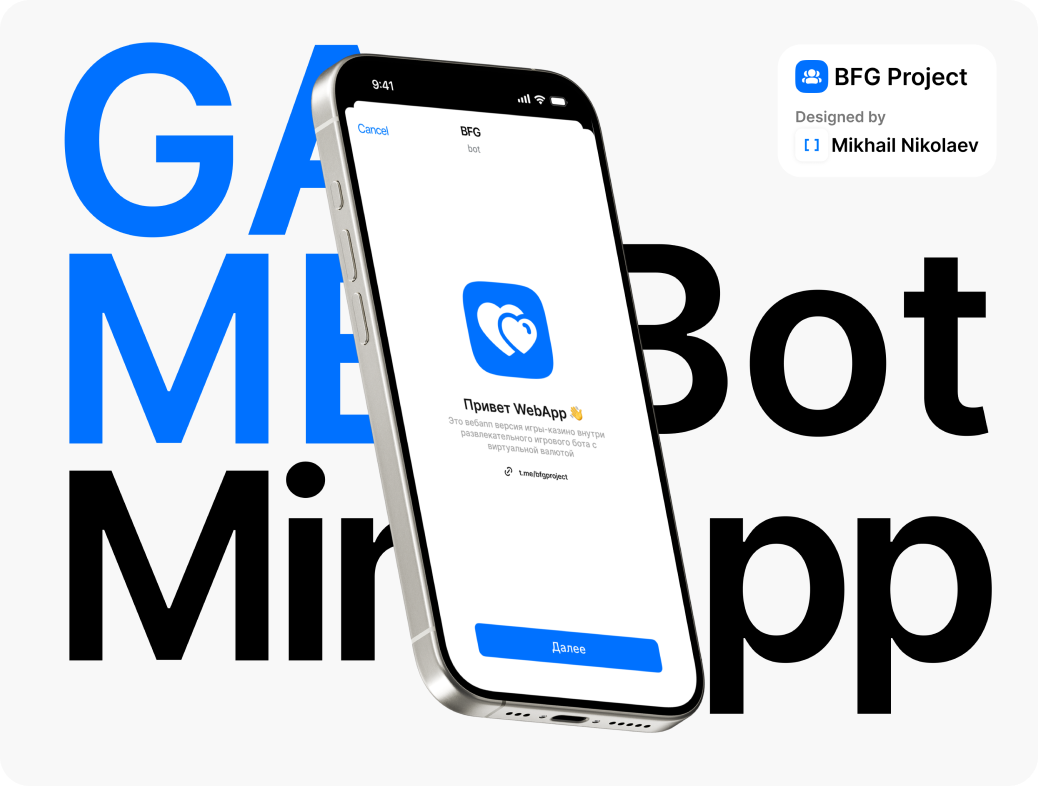 GA
ME Bot
Min pp
BFG Project
Designed by
[ ] Mikhail Nikolaev
9:41
Cancel
BFG
bot
Привет WebApp 👋
Это вебапп версия игры-казино внутри
развлекательного игрового бота с
виртуальной валютой
t.me/bfgproject
Далее